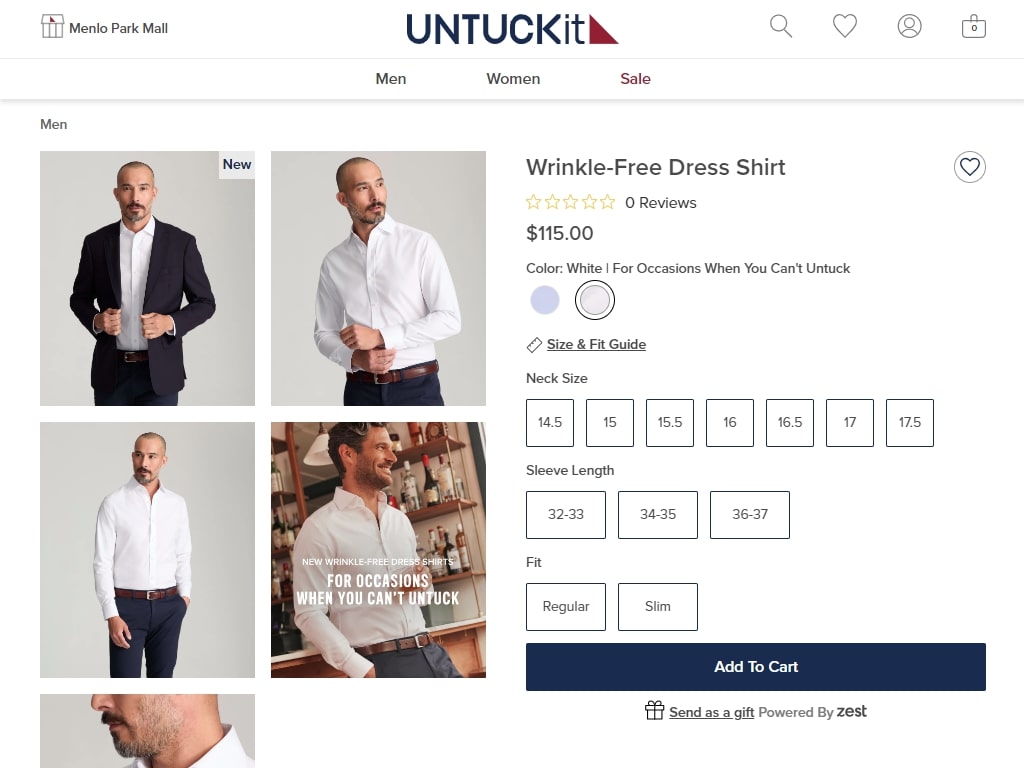 Menlo Park Mall
UNTUCKit
0
Men
Women
Sale
Men
New
NEW WRINKLE-FREE DRESS SHIRTS
FOR OCCASIONS
WHEN YOU CAN'T UNTUCK
Wrinkle-Free Dress Shirt
0 Reviews
$115.00
Color: White | For Occasions When You Can't Untuck
Size & Fit Guide
Neck Size
14.5 15 15.5 16 16.5 17 17.5
Sleeve Length
32-33 34-35 36-37
Fit
Regular Slim
Add To Cart
Send as a gift Powered By zest